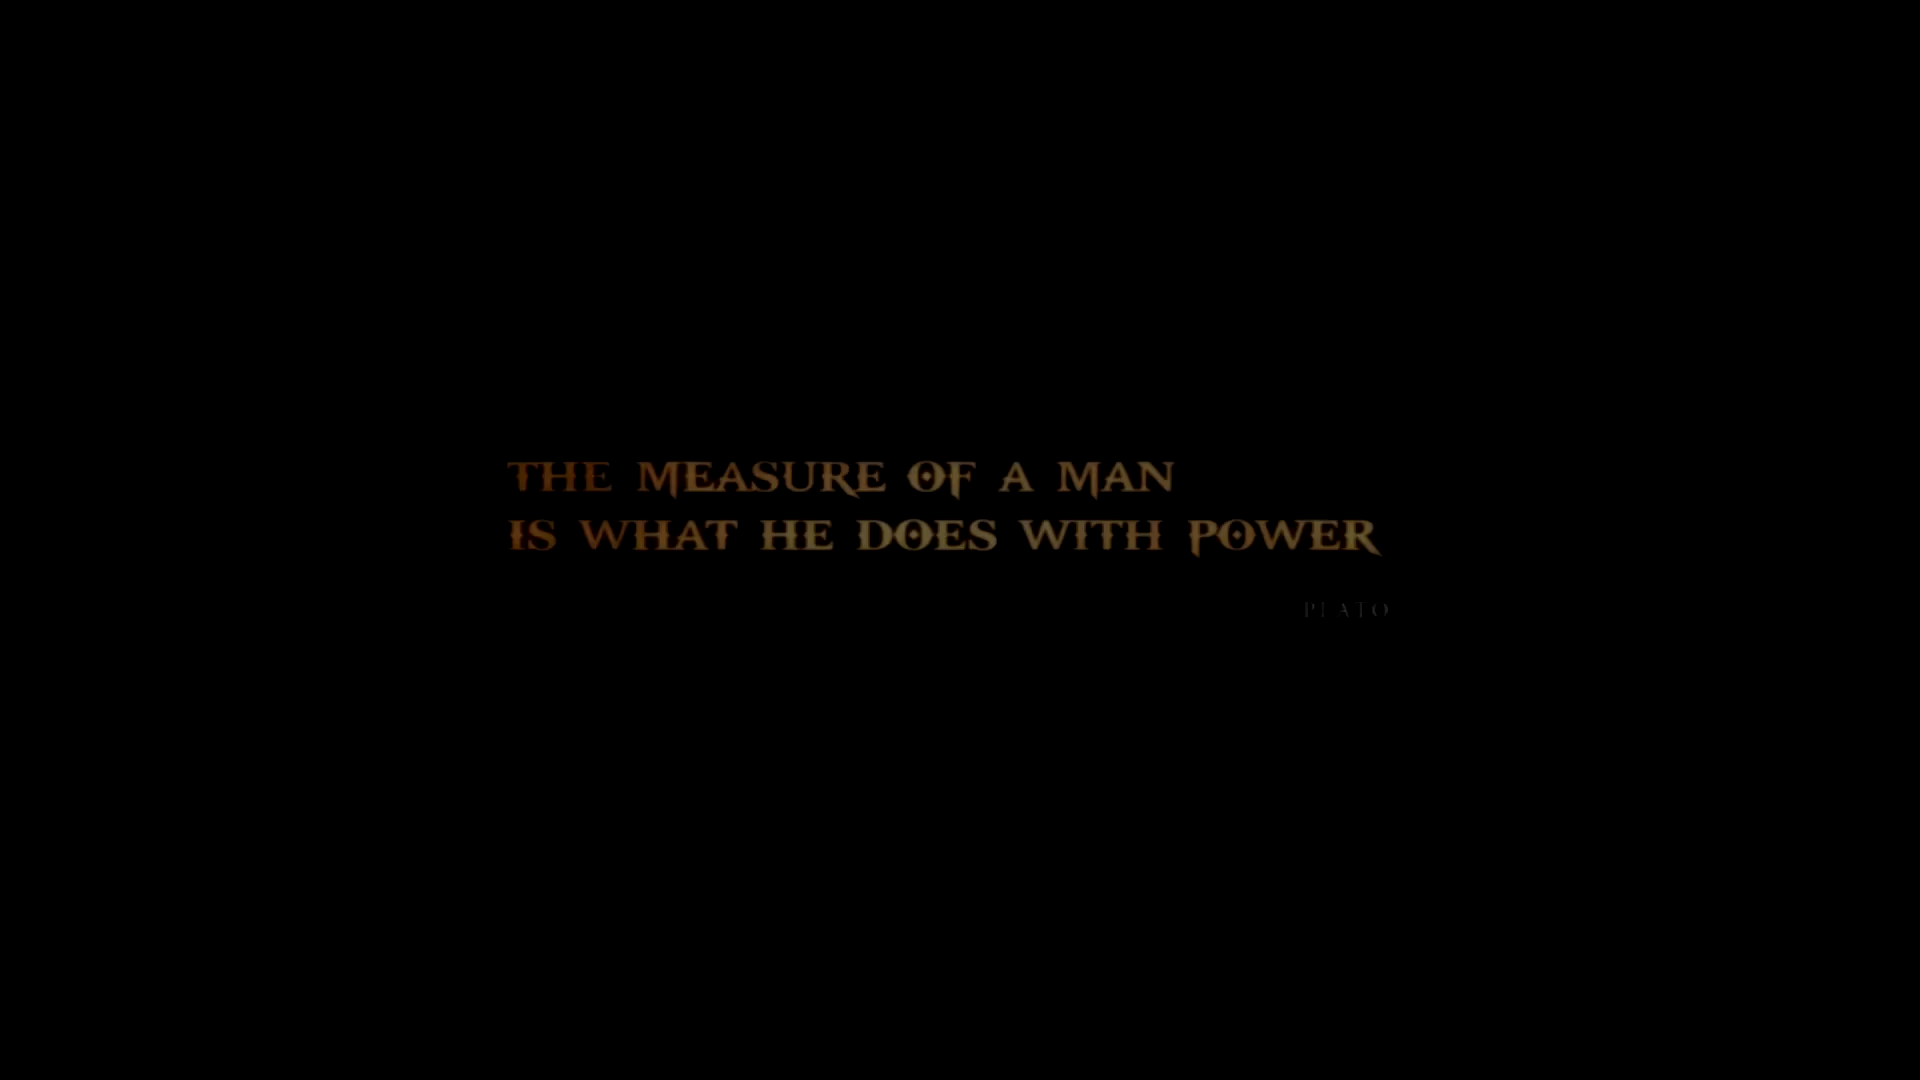 THE MEASURE OF A MAN
IS WHAT HE DOES WITH POWER
PLATO